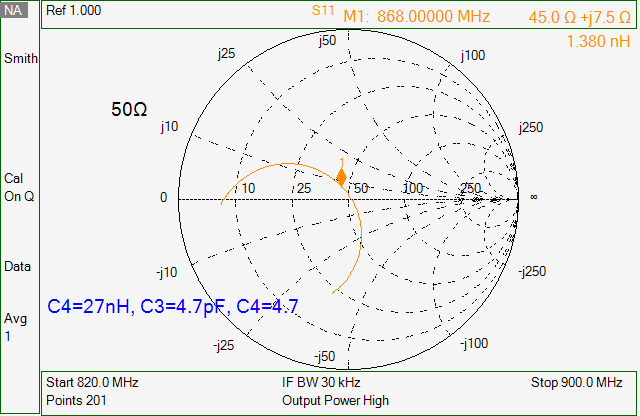 NA
Ref 1.000
S11
M1: 868.00000 MHz
45.0 Ω +j7.5 Ω
1.380 nH
Smith
50Ω
j50
j25
j100
j10
j250
1
0
10
25
50
100
250
∞
Cal
On Q
Data
Avg
1
-j10
-j250
C4=27nH, C3=4.7pF, C4=4.7
-j25
-j50
-j100
Start 820.0 MHz
IF BW 30 kHz
Stop 900.0 MHz
Points 201
Output Power High